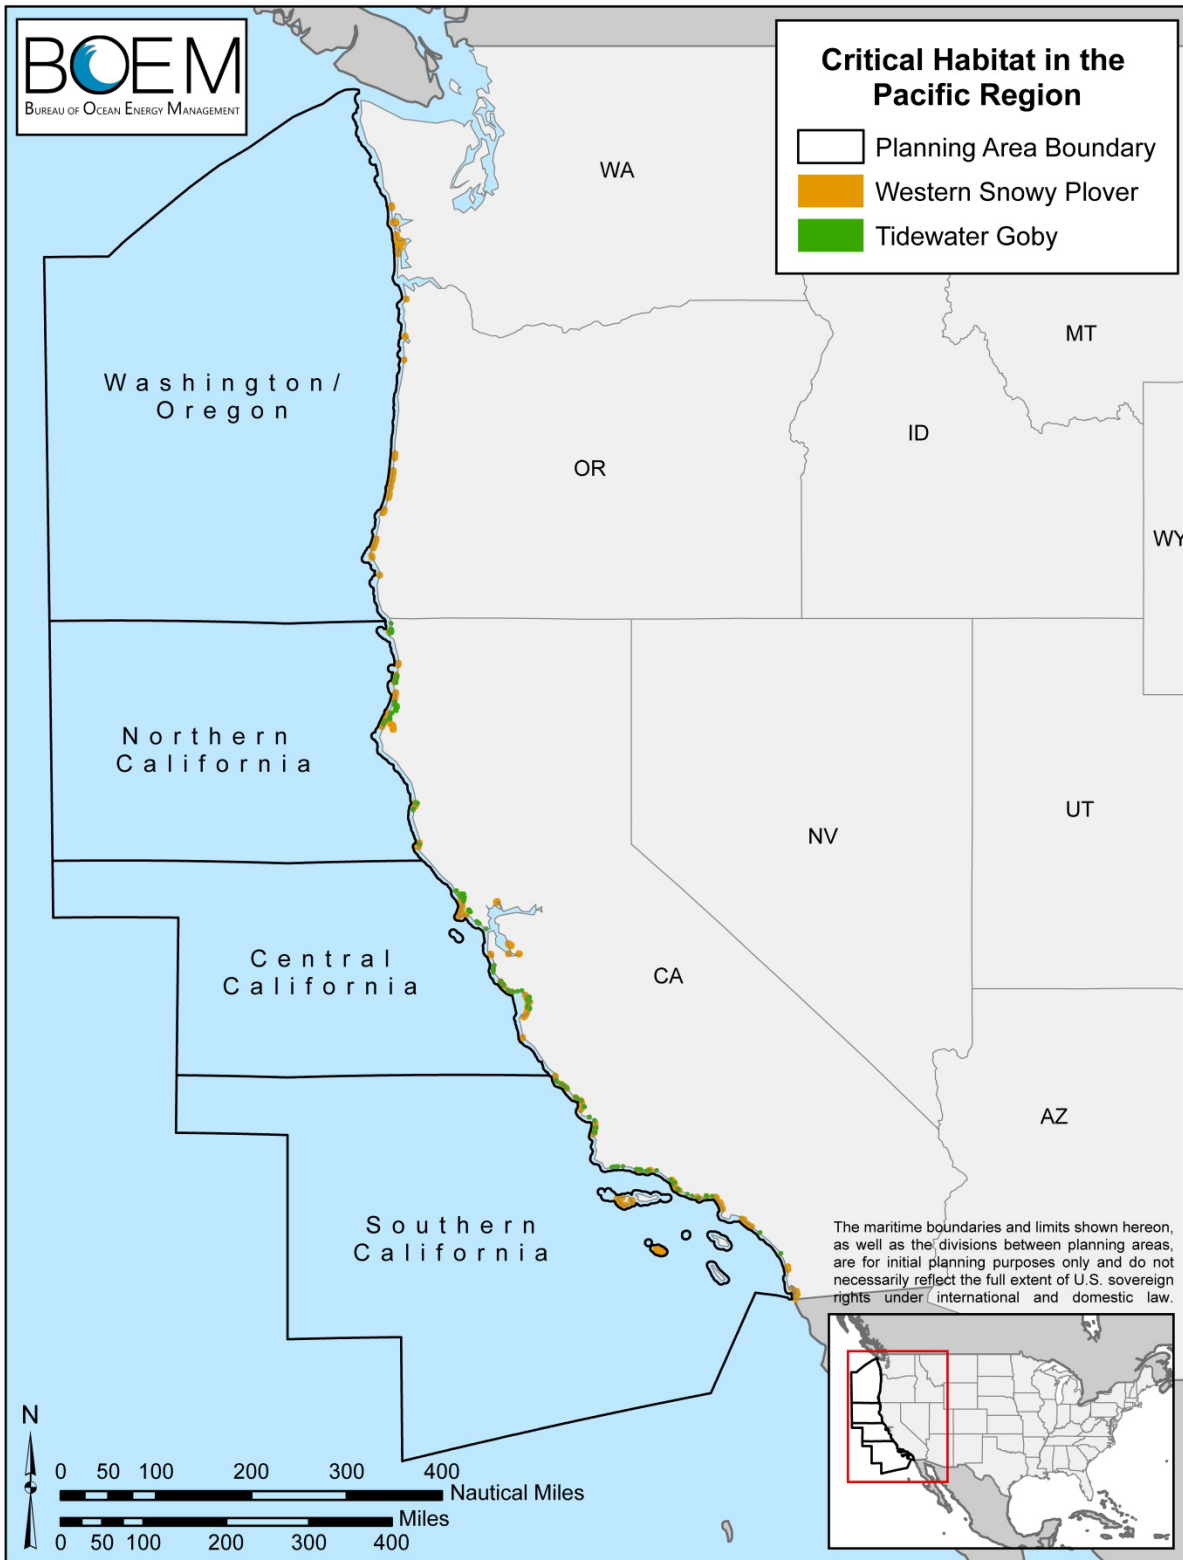 BOEM
BUREAU OF OCEAN ENERGY MANAGEMENT
Critical Habitat in the
Pacific Region
Planning Area Boundary
Western Snowy Plover
Tidewater Goby
WA
MT
Washington/
Oregon
ID
OR
WY
Northern
California
UT
NV
Central
California
CA
AZ
Southern
California
The maritime boundaries and limits shown hereon,
as well as the divisions between planning areas,
are for initial planning purposes only and do not
necessarily reflect the full extent of U.S. sovereign
rights under international and domestic law.
N
0 50 100 200 300 400
Nautical Miles
Miles
0 50 100 200 300 400